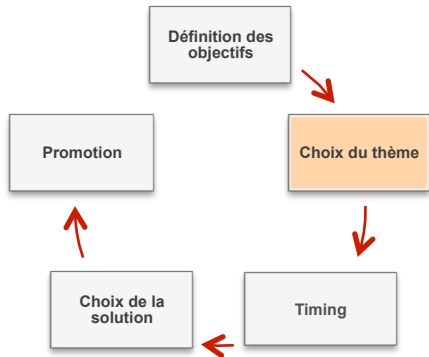 Définition des
objectifs
Choix du thème
Timing
Choix de la
solution
Promotion